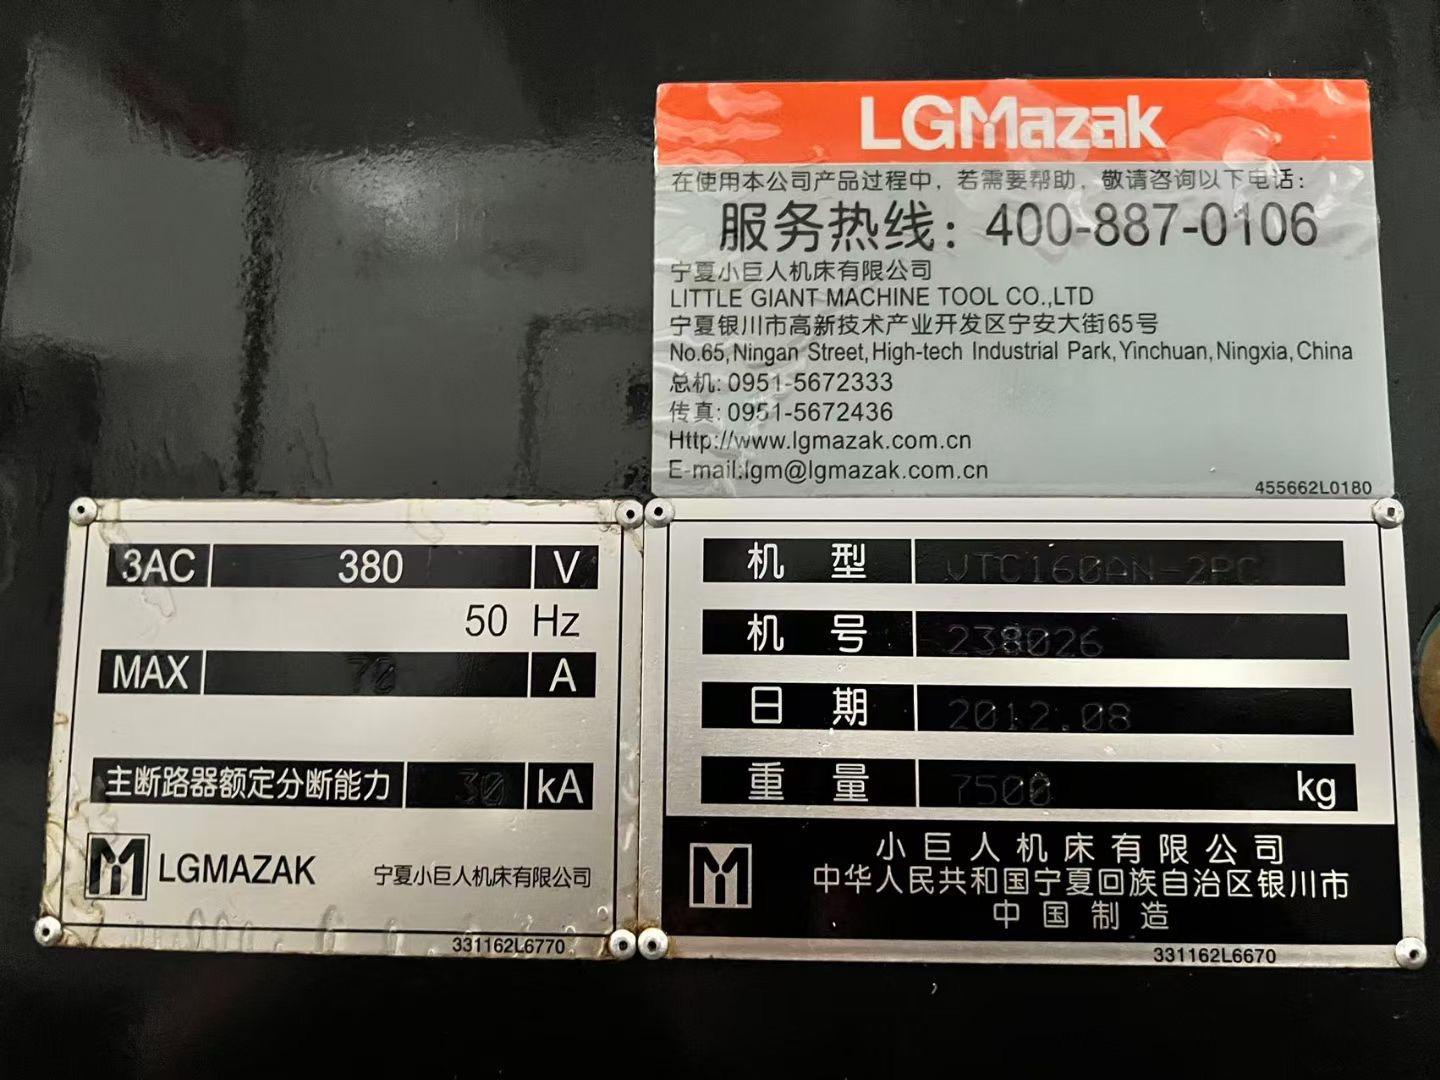 LGMazak
在使用本公司产品过程中，若需要帮助，敬请咨询以下电话：
服务热线：400-887-0106
宁夏小巨人机床有限公司
LITTLE GIANT MACHINE TOOL CO.,LTD
宁夏银川市高新技术产业开发区宁安大街65号
No.65,Ningan Street,High-tech Industrial Park,Yinchuan,Ningxia,China
总机：0951-5672333
传真：0951-5672436
Http://www.lgmazak.com.cn
E-mail:lgm@lgmazak.com.cn
455662L0180
3AC 380 V
50 Hz
MAX 70 A
主断路器额定分断能力 30 kA
LGMAZAK 宁夏小巨人机床有限公司
331162L6770
机型 VTC160AN-2PC
机号 238026
日期 2012.08
重量 7500 kg
小巨人机床有限公司
中华人民共和国宁夏回族自治区银川市
中国制造
331162L6670